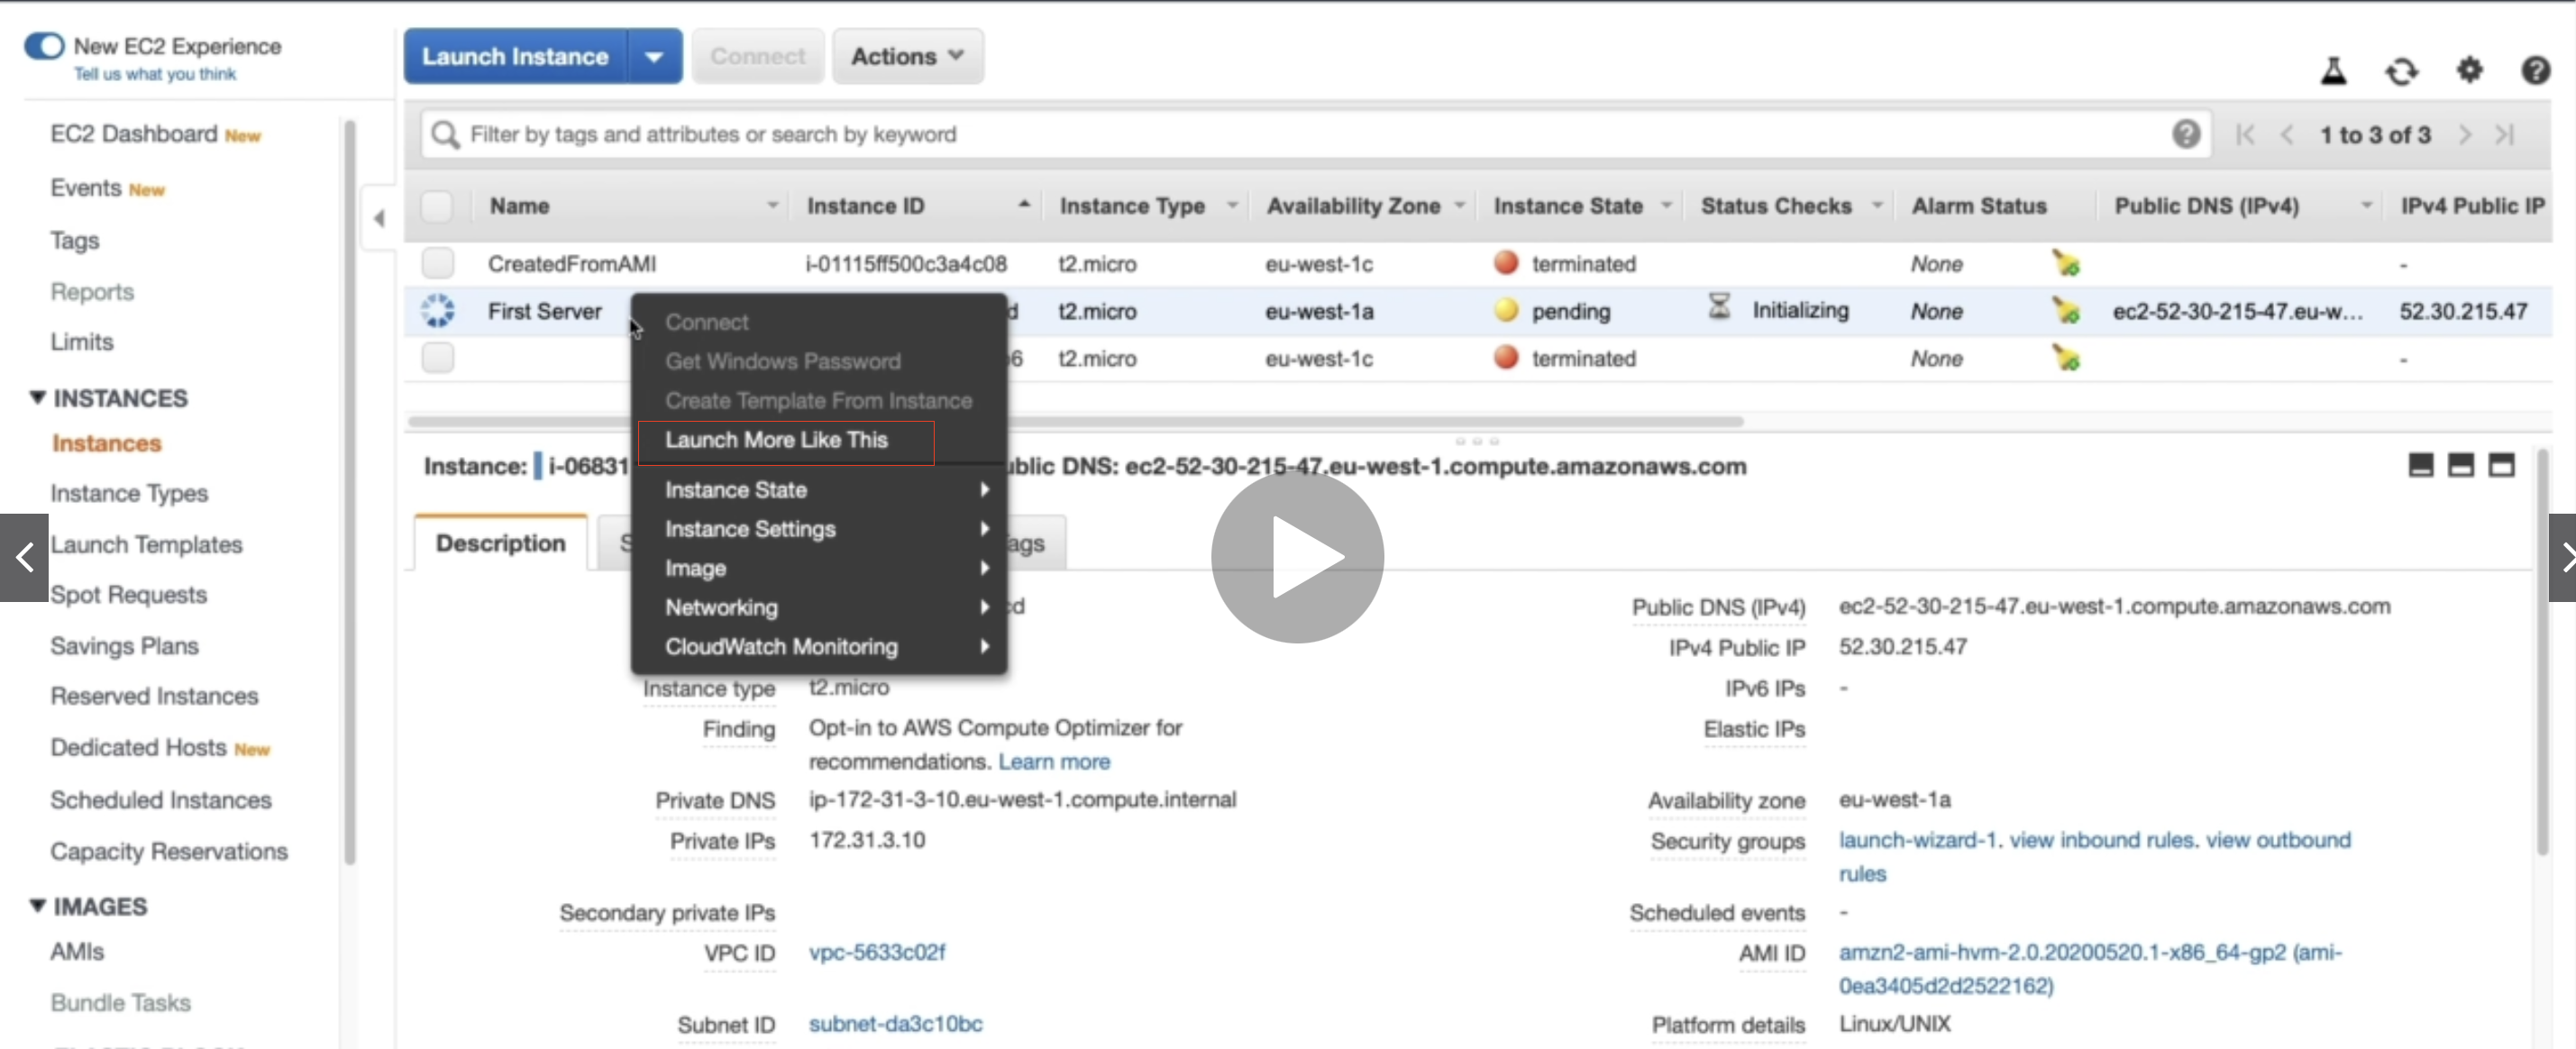 New EC2 Experience
Tell us what you think
Launch Instance
Connect
Actions
Filter by tags and attributes or search by keyword
1 to 3 of 3
EC2 Dashboard New
Events New
Tags
Reports
Limits
INSTANCES
Instances
Instance Types
Launch Templates
Spot Requests
Savings Plans
Reserved Instances
Dedicated Hosts New
Scheduled Instances
Capacity Reservations
IMAGES
AMIs
Bundle Tasks
Name Instance ID Instance Type Availability Zone Instance State Status Checks Alarm Status Public DNS (IPv4) IPv4 Public IP
CreatedFromAMI i-01115ff500c3a4c08 t2.micro eu-west-1c terminated None -
First Server d t2.micro eu-west-1a pending Initializing None ec2-52-30-215-47.eu-w... 52.30.215.47
6 t2.micro eu-west-1c terminated None -
Connect
Get Windows Password
Create Template From Instance
Launch More Like This
Instance State
Instance Settings
Image
Networking
CloudWatch Monitoring
Instance: i-06831 ublic DNS: ec2-52-30-215-47.eu-west-1.compute.amazonaws.com
Description S ags
cd
Instance type t2.micro
Finding Opt-in to AWS Compute Optimizer for
recommendations. Learn more
Private DNS ip-172-31-3-10.eu-west-1.compute.internal
Private IPs 172.31.3.10
Secondary private IPs
VPC ID vpc-5633c02f
Subnet ID subnet-da3c10bc
Public DNS (IPv4) ec2-52-30-215-47.eu-west-1.compute.amazonaws.com
IPv4 Public IP 52.30.215.47
IPv6 IPs -
Elastic IPs
Availability zone eu-west-1a
Security groups launch-wizard-1. view inbound rules. view outbound
rules
Scheduled events -
AMI ID amzn2-ami-hvm-2.0.20200520.1-x86_64-gp2 (ami-
0ea3405d2d2522162)
Platform details Linux/UNIX